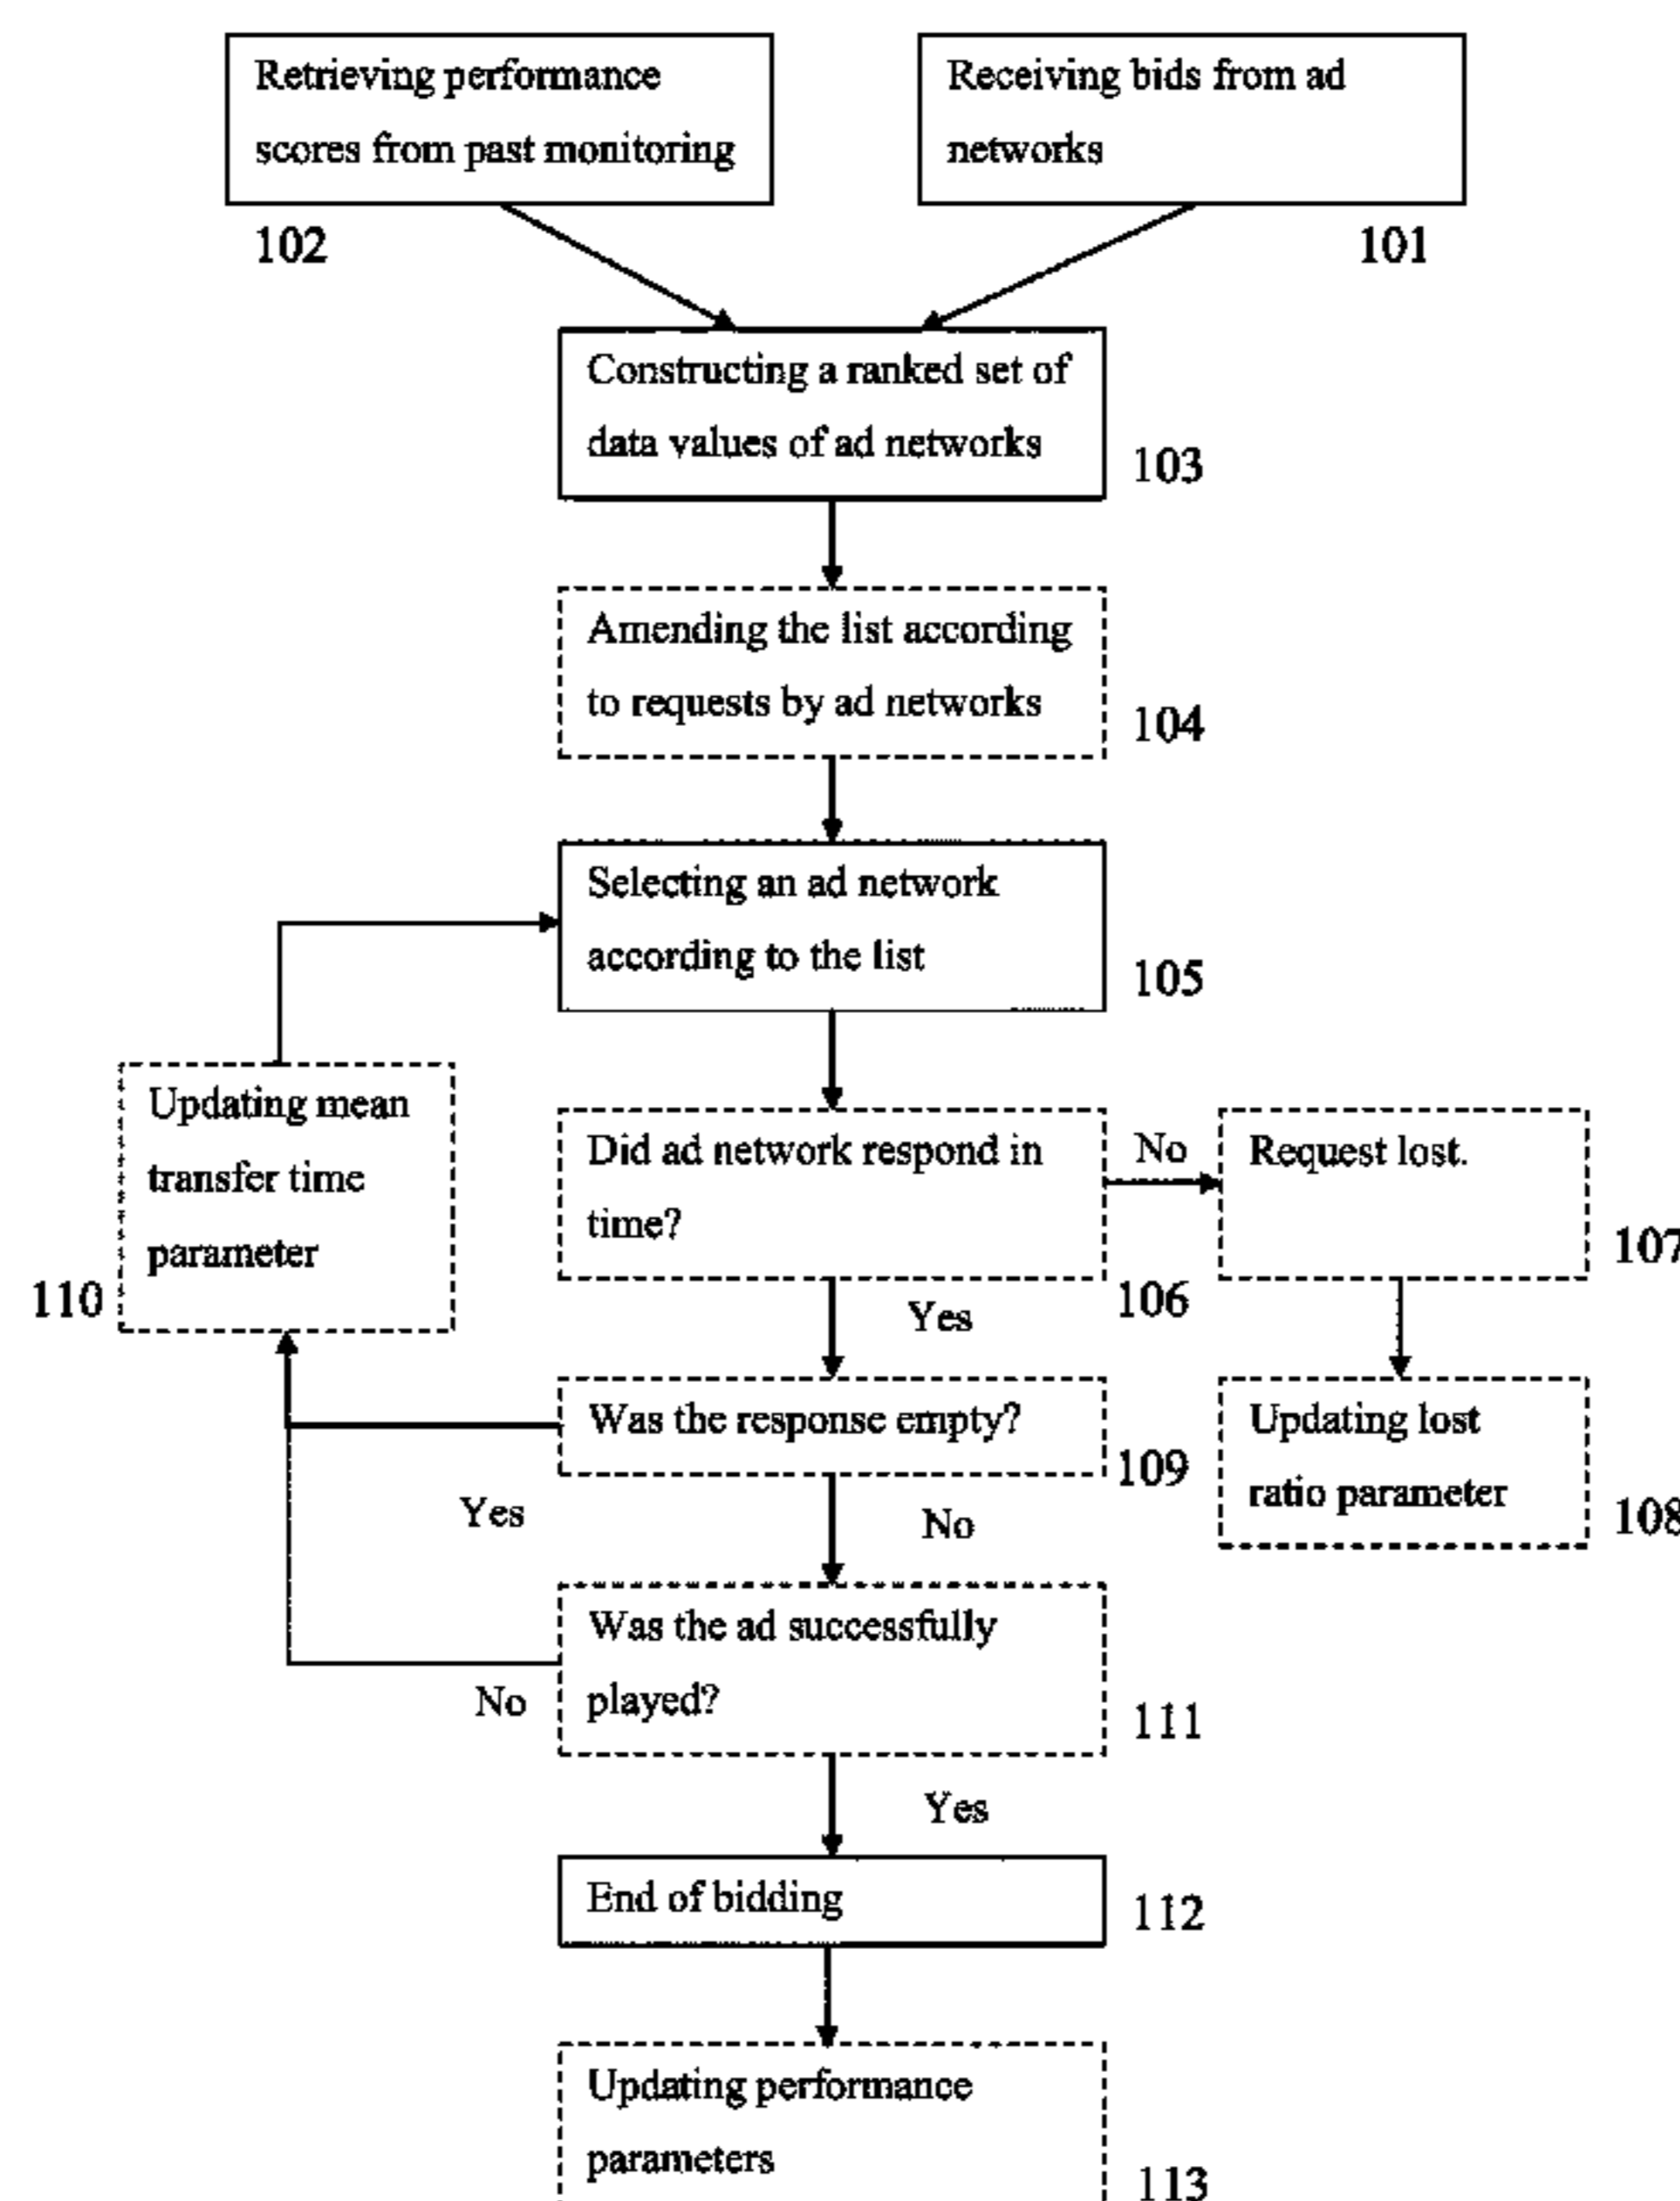 Retrieving performance
scores from past monitoring
102
Receiving bids from ad
networks
101
Constructing a ranked set of
data values of ad networks
103
Amending the list according
to requests by ad networks
104
Selecting an ad network
according to the list
105
Updating mean
transfer time
parameter
110
Did ad network respond in
time?
106
No
Request lost.
107
Yes
Was the response empty?
109
Updating lost
ratio parameter
108
Yes
No
Was the ad successfully
played?
111
No
Yes
End of bidding
112
Updating performance
parameters
113